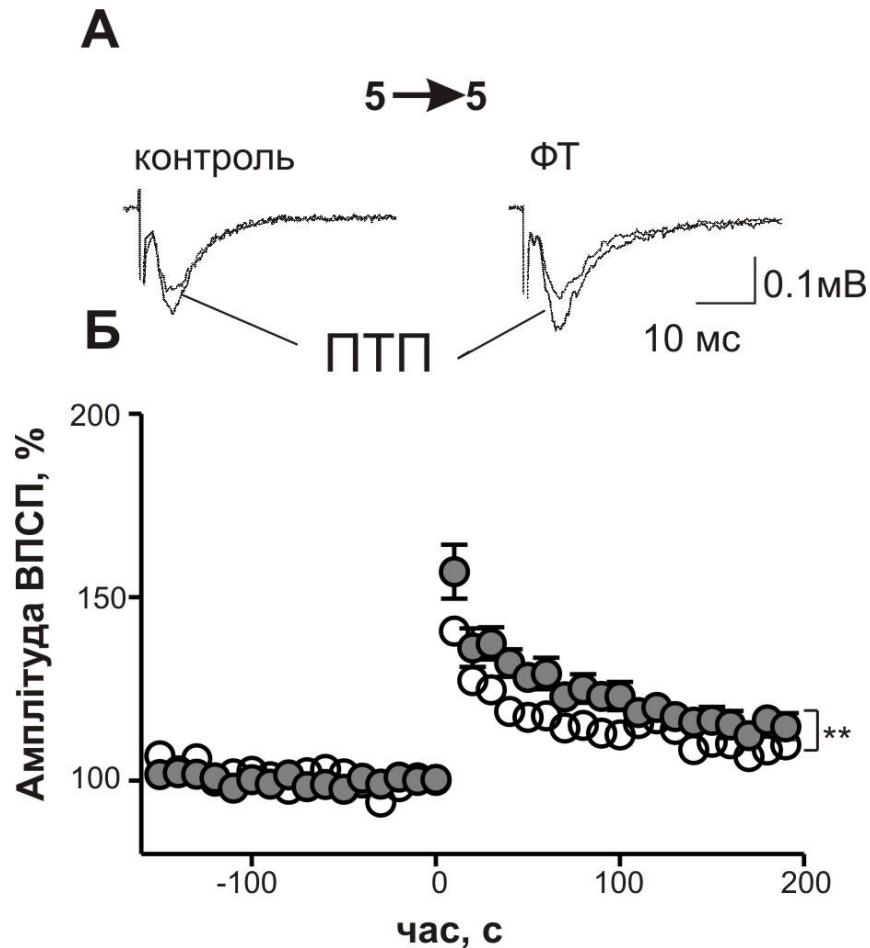 А
5 → 5
контроль
ФТ
0.1мВ
10 мс
ПТП
Б
200
150
100
Амплітуда ВПСП, %
**
-100
0
100
200
час, с